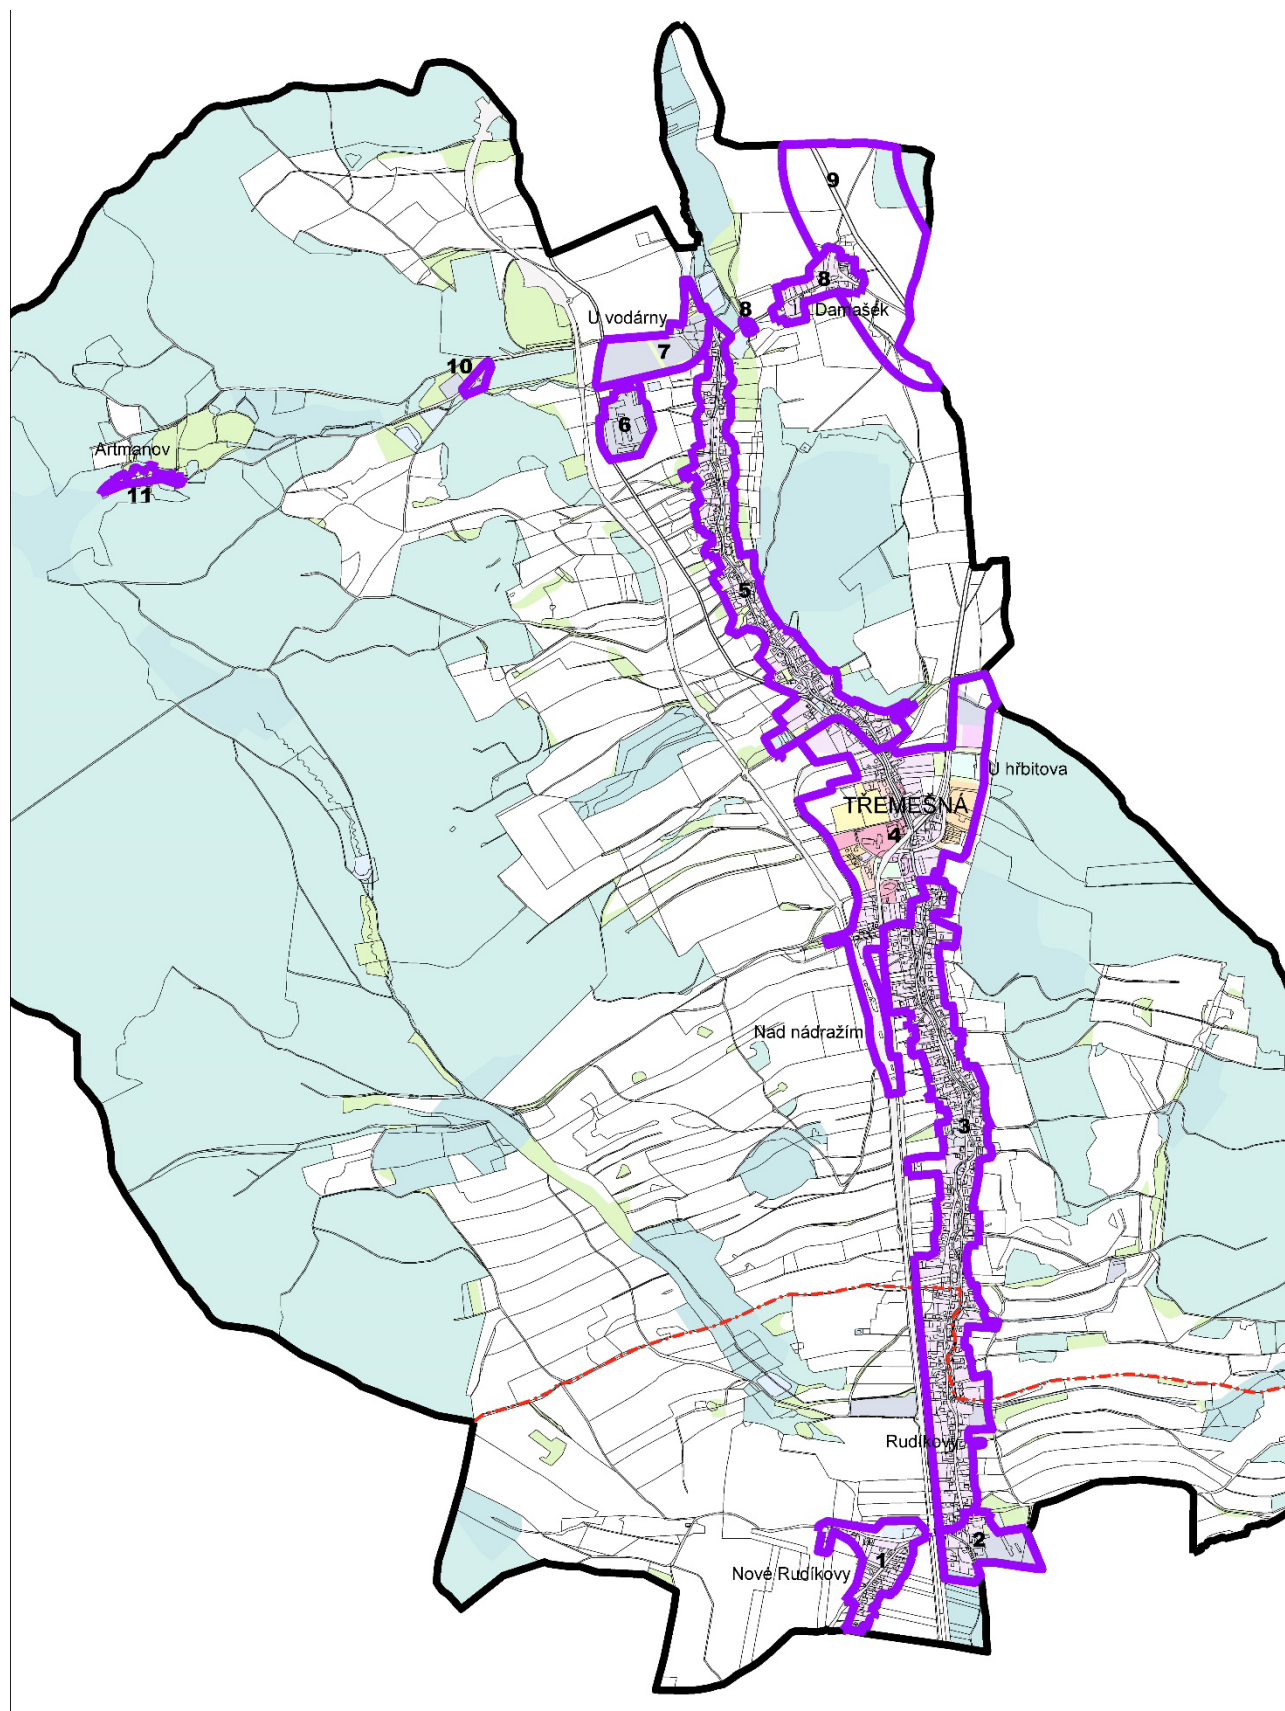 9
8
Damašek
8
U vodárny
7
10
6
Artmanov
11
5
U hřbitova
TŘEMEŠNÁ
4
Nad nádražím
3
Rudíkovy
2
1
Nové Rudíkovy